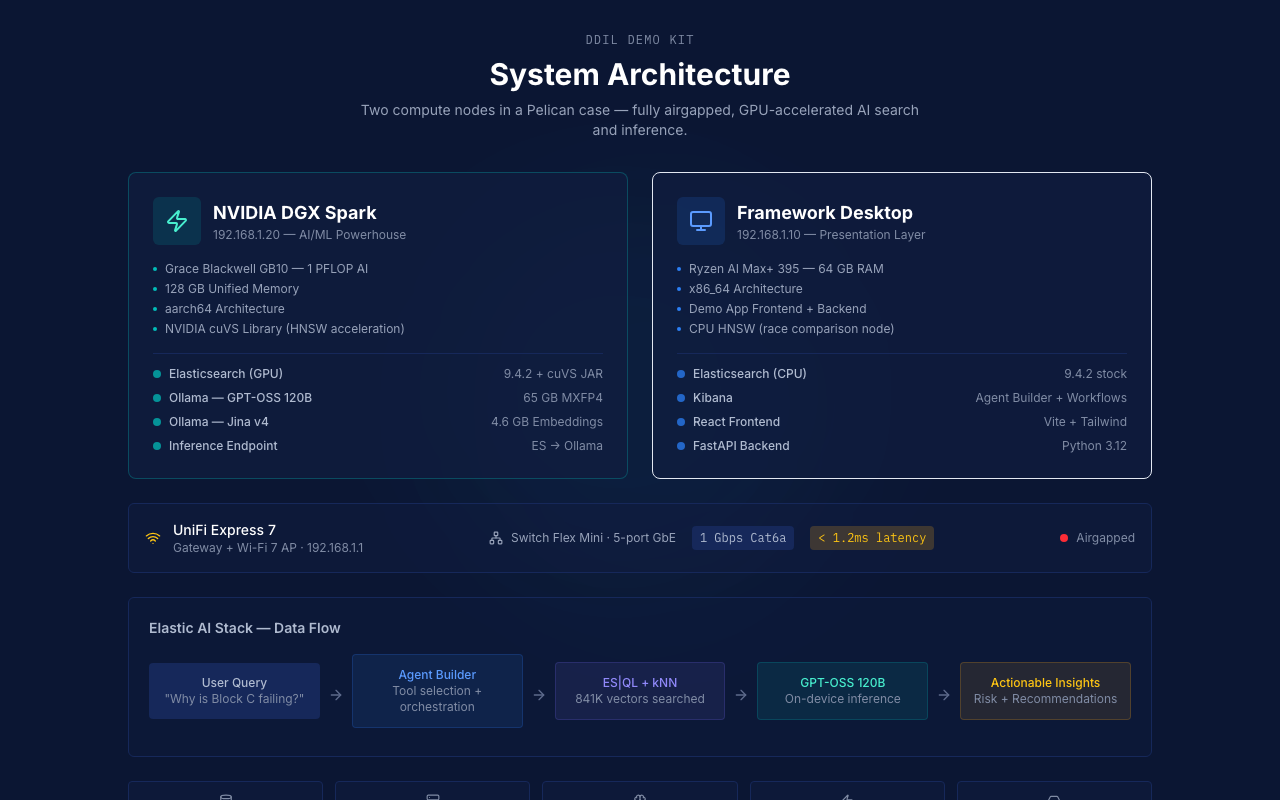 DDIL DEMO KIT
System Architecture
Two compute nodes in a Pelican case — fully airgapped, GPU-accelerated AI search
and inference.
NVIDIA DGX Spark
192.168.1.20 — AI/ML Powerhouse
• Grace Blackwell GB10 — 1 PFLOP AI
• 128 GB Unified Memory
• aarch64 Architecture
• NVIDIA cuVS Library (HNSW acceleration)
Elasticsearch (GPU) 9.4.2 + cuVS JAR
Ollama — GPT-OSS 120B 65 GB MXFP4
Ollama — Jina v4 4.6 GB Embeddings
Inference Endpoint ES → Ollama
Framework Desktop
192.168.1.10 — Presentation Layer
• Ryzen AI Max+ 395 — 64 GB RAM
• x86_64 Architecture
• Demo App Frontend + Backend
• CPU HNSW (race comparison node)
Elasticsearch (CPU) 9.4.2 stock
Kibana Agent Builder + Workflows
React Frontend Vite + Tailwind
FastAPI Backend Python 3.12
UniFi Express 7
Gateway + Wi-Fi 7 AP · 192.168.1.1
Switch Flex Mini · 5-port GbE
1 Gbps Cat6a
< 1.2ms latency
Airgapped
Elastic AI Stack — Data Flow
User Query
"Why is Block C failing?"
Agent Builder
Tool selection +
orchestration
ES|QL + kNN
841K vectors searched
GPT-OSS 120B
On-device inference
Actionable Insights
Risk + Recommendations